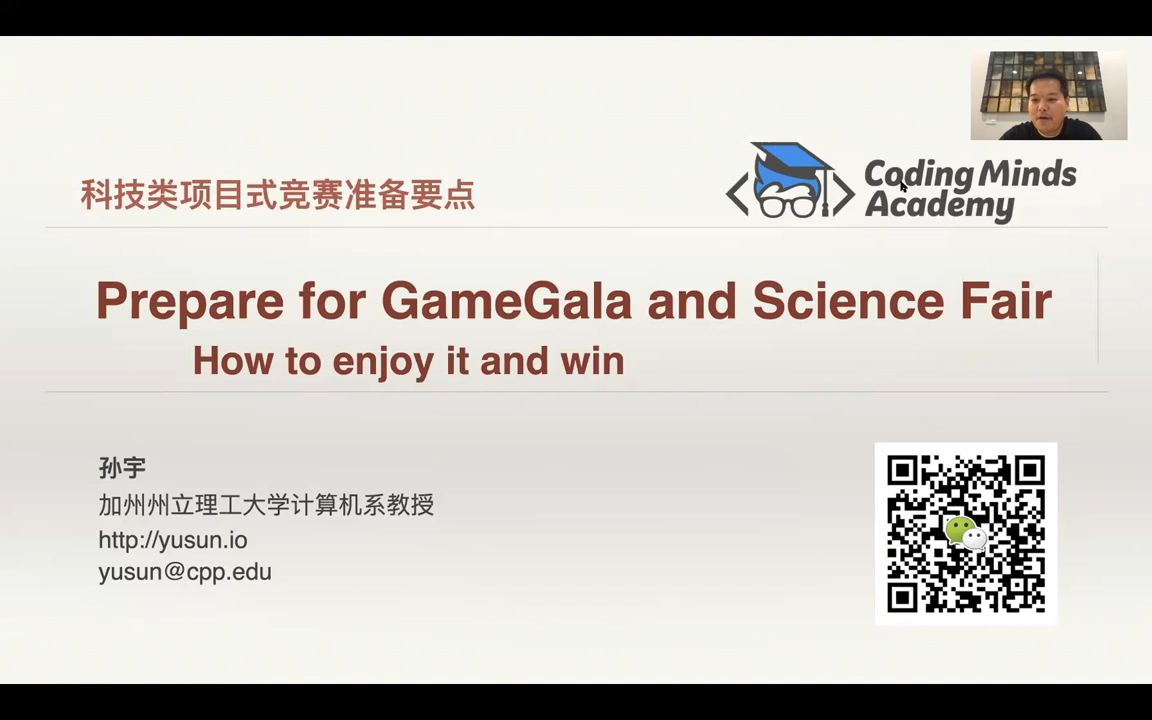 科技类项目式竞赛准备要点
Coding Minds
Academy
Prepare for GameGala and Science Fair
How to enjoy it and win
孙宇
加州州立理工大学计算机系教授
http://yusun.io
yusun@cpp.edu